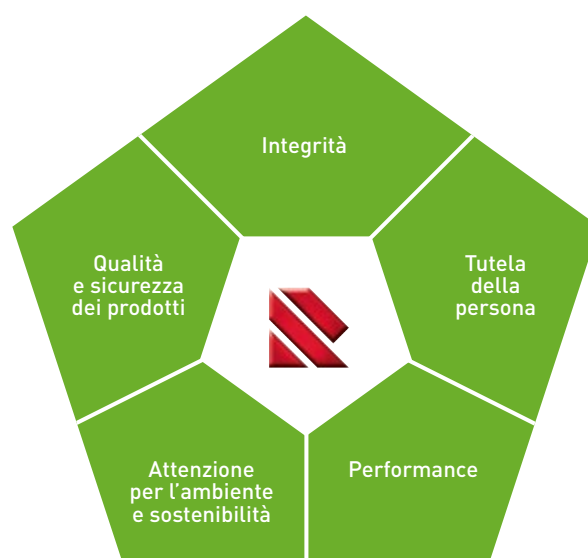 Integrità
Qualità
e sicurezza
dei prodotti
Tutela
della
persona
Attenzione
per l'ambiente
e sostenibilità
Performance